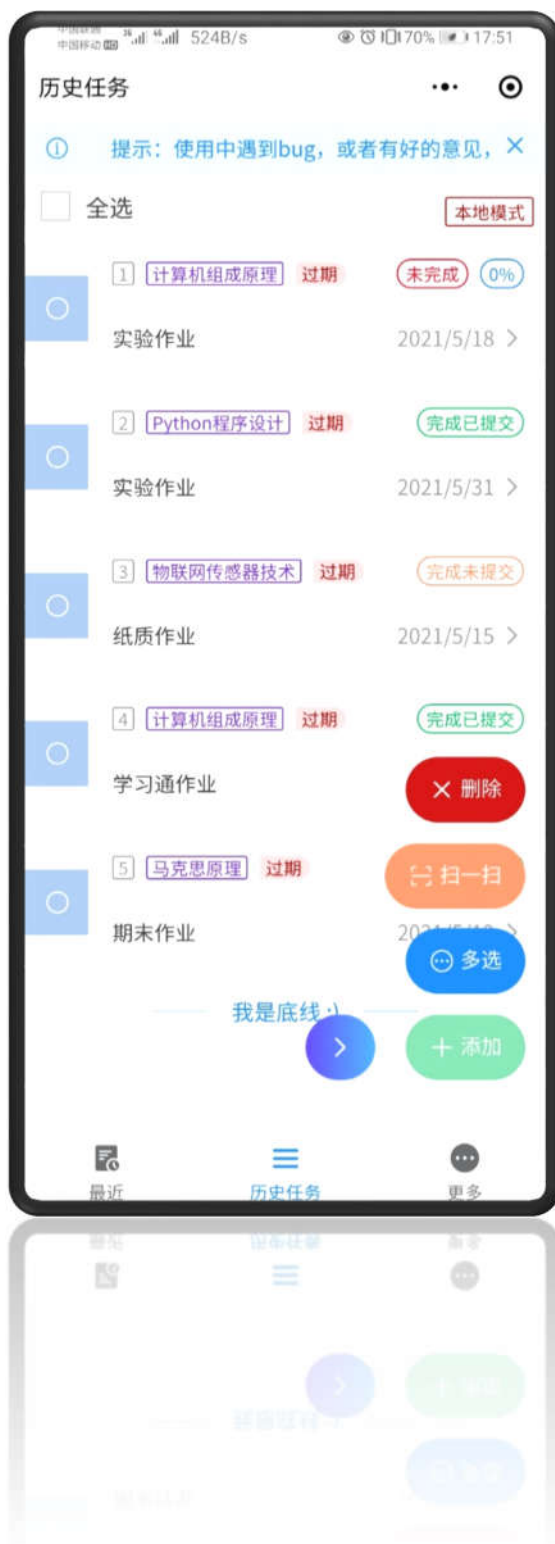 中国移动 HD 36 46 524B/s 70% 17:51
历史任务
提示：使用中遇到bug，或者有好的意见，
全选 本地模式
1 计算机组成原理 过期 未完成 0%
实验作业 2021/5/18
2 Python程序设计 过期 完成已提交
实验作业 2021/5/31
3 物联网传感器技术 过期 完成未提交
纸质作业 2021/5/15
4 计算机组成原理 过期 完成已提交
学习通作业
删除
5 马克思原理 过期
扫一扫
期末作业
多选
我是底线 :)
添加
最近 历史任务 更多